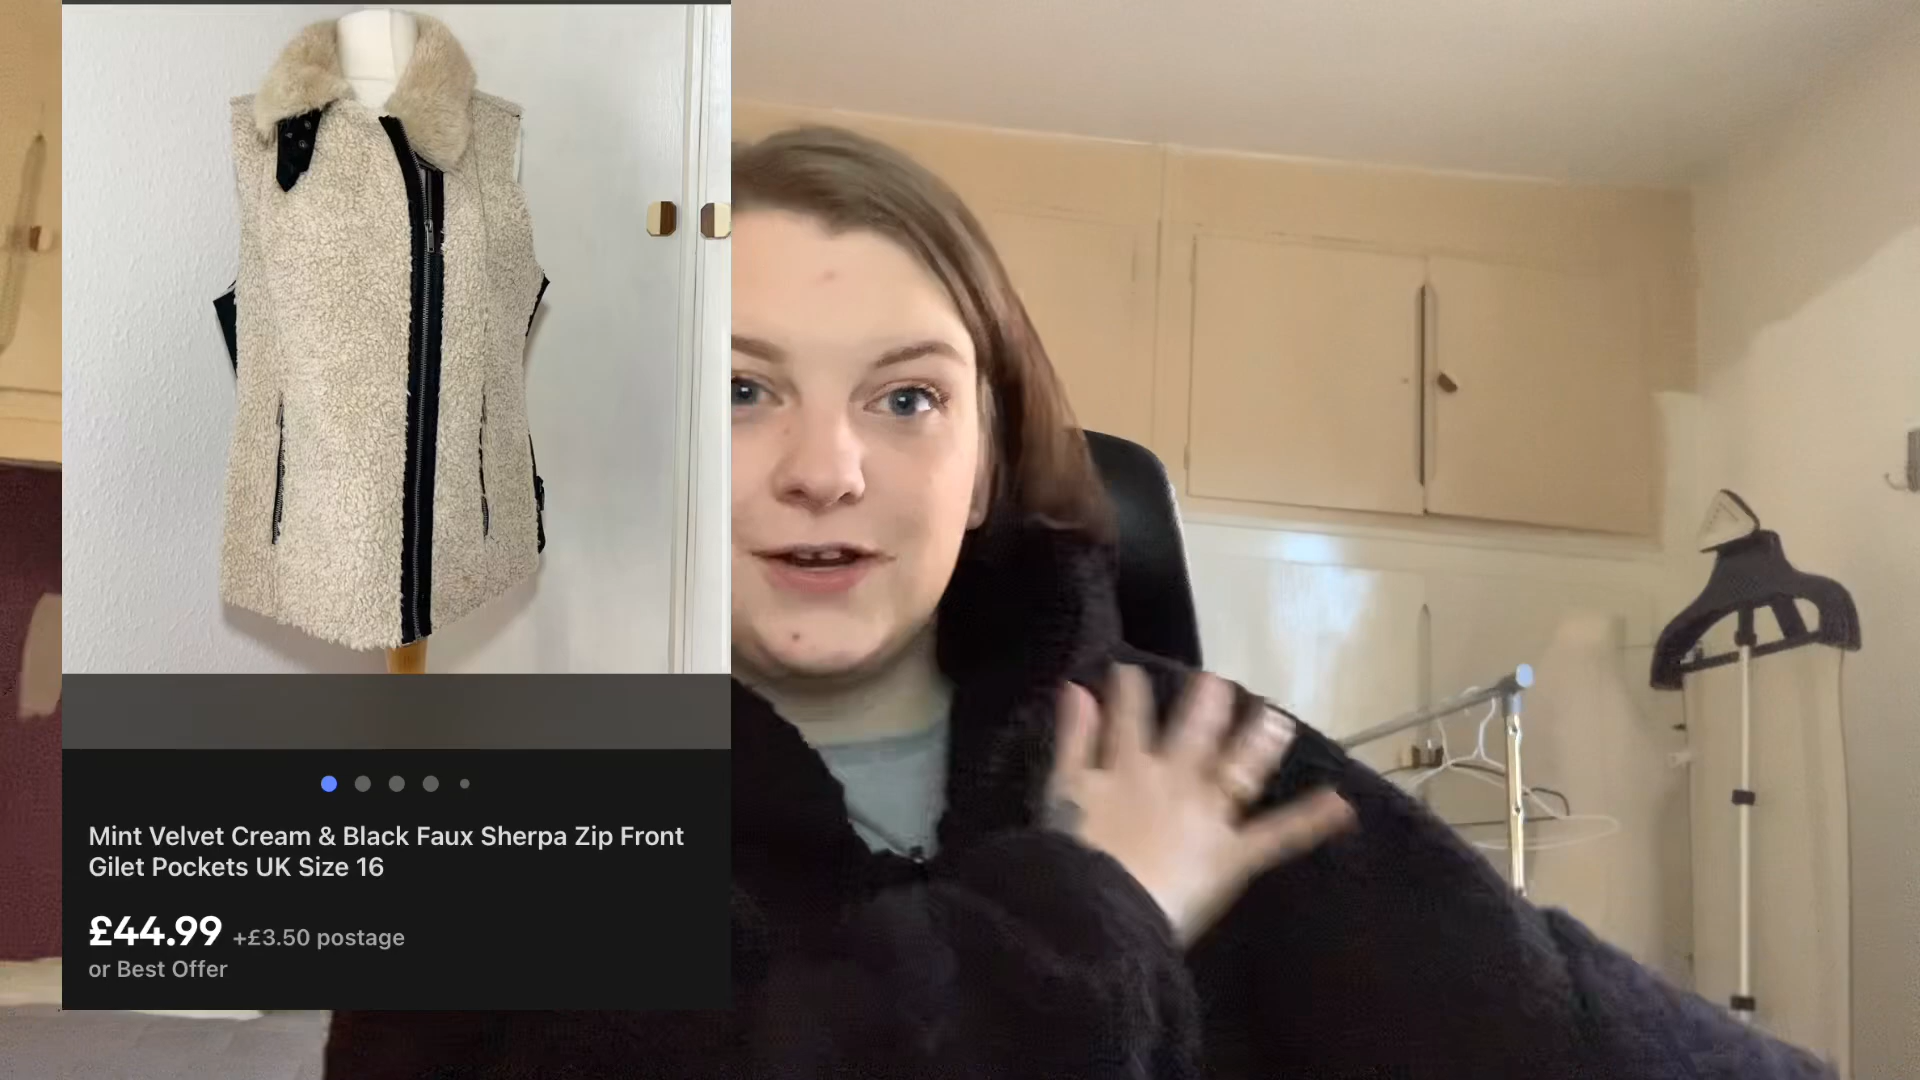 Mint Velvet Cream & Black Faux Sherpa Zip Front
Gilet Pockets UK Size 16
£44.99 +£3.50 postage
or Best Offer